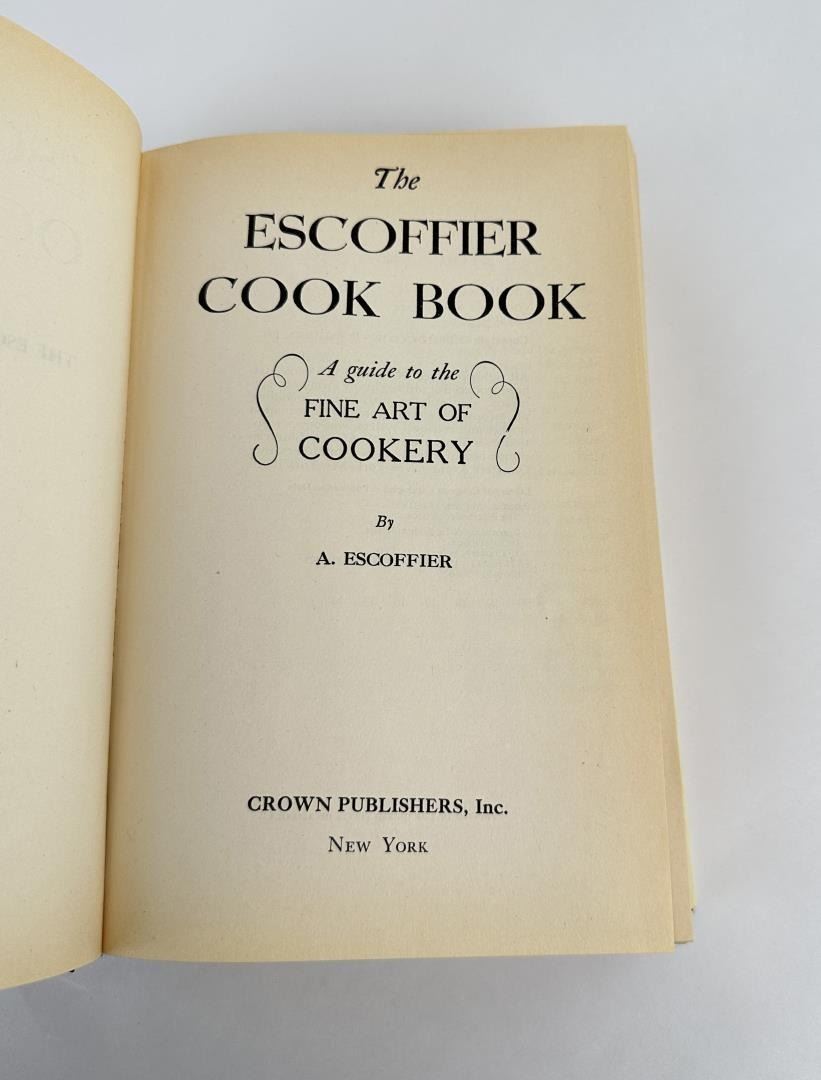 The
ESCOFFIER
COOK BOOK
A guide to the
FINE ART OF
COOKERY
By
A. ESCOFFIER
CROWN PUBLISHERS, Inc.
NEW YORK